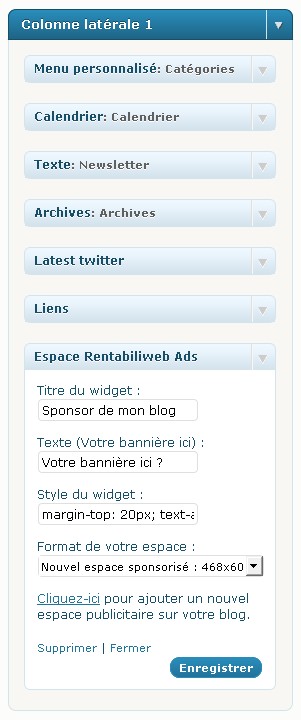 Colonne latérale 1
Menu personnalisé: Catégories
Calendrier: Calendrier
Texte: Newsletter
Archives: Archives
Latest twitter
Liens
Espace Rentabiliweb Ads
Titre du widget :
Sponsor de mon blog
Texte (Votre bannière ici) :
Votre bannière ici ?
Style du widget :
margin-top: 20px; text-a
Format de votre espace :
Nouvel espace sponsorisé : 468x60
Cliquez-ici pour ajouter un nouvel
espace publicitaire sur votre blog.
Supprimer | Fermer
Enregistrer